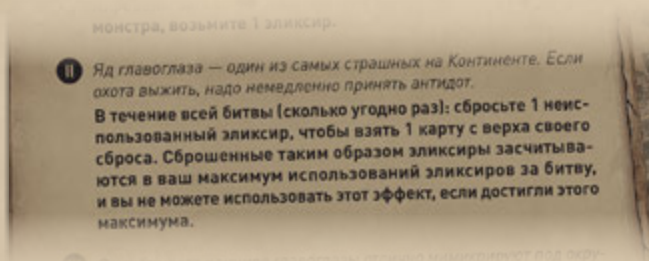 монстра, возьмите 1 эликсир.
II Яд главоглаза — один из самых страшных на Континенте. Если
охота выжить, надо немедленно принять антидот.
В течение всей битвы (сколько угодно раз): сбросьте 1 неис-
пользованный эликсир, чтобы взять 1 карту с верха своего
сброса. Сброшенные таким образом эликсиры засчитыва-
ются в ваш максимум использований эликсиров за битву,
и вы не можете использовать этот эффект, если достигли этого
максимума.